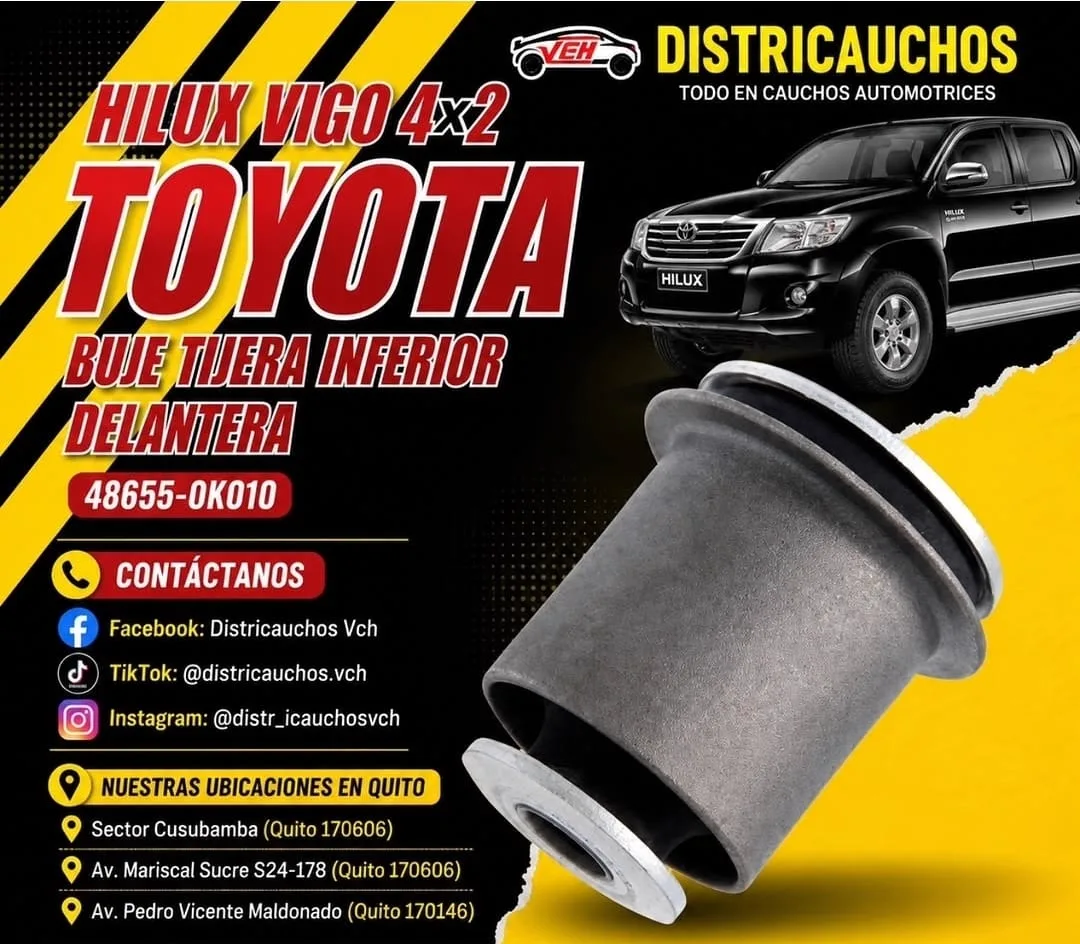 VEH
DISTRICAUCHOS
TODO EN CAUCHOS AUTOMOTRICES
HILUX VIGO 4x2
TOYOTA
BUJE TIJERA INFERIOR
DELANTERA
48655-0K010
HILUX
HILUX
CONTÁCTANOS
Facebook: Districauchos Vch
TikTok: @districauchos.vch
Instagram: @distr_icauchosvch
NUESTRAS UBICACIONES EN QUITO
Sector Cusubamba (Quito 170606)
Av. Mariscal Sucre S24-178 (Quito 170606)
Av. Pedro Vicente Maldonado (Quito 170146)